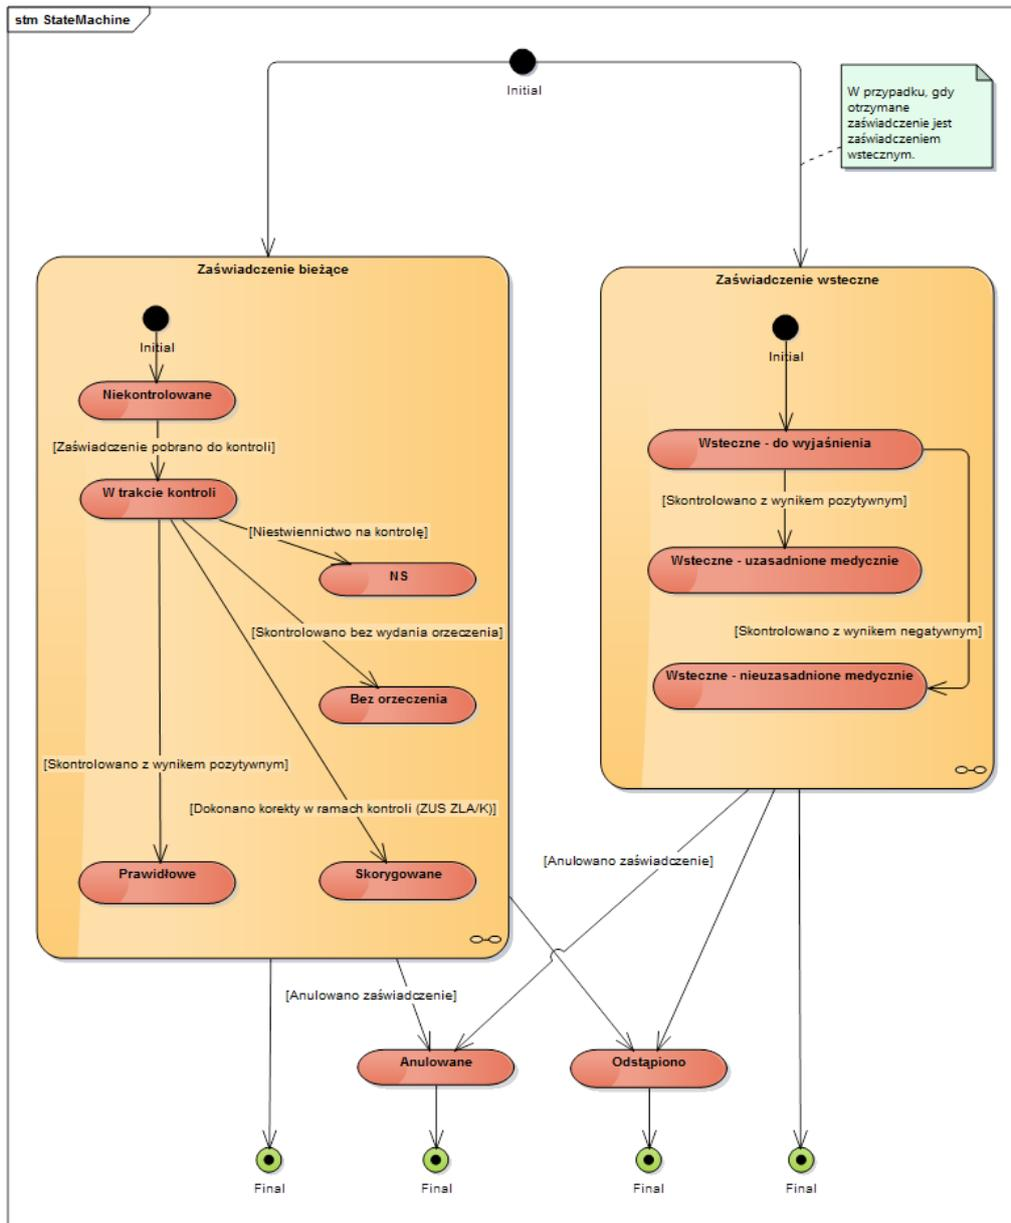 stm StateMachine
Initial
W przypadku, gdy
otrzymane
zaświadczenie jest
zaświadczeniem
wstecznym.
Zaświadczenie bieżące
Initial
Niekontrolowane
[Zaświadczenie pobrano do kontroli]
W trakcie kontroli
[Niestwiennictwo na kontrolę]
NS
[Skontrolowano bez wydania orzeczenia]
Bez orzeczenia
[Skontrolowano z wynikem pozytywnym]
[Dokonano korekty w ramach kontroli (ZUS ZLA/K)]
Prawidłowe
Skorygowane
Zaświadczenie wsteczne
Initial
Wsteczne - do wyjaśnienia
[Skontrolowano z wynikem pozytywnym]
Wsteczne - uzasadnione medycznie
[Skontrolowano z wynikem negatywnym]
Wsteczne - nieuzasadnione medycznie
[Anulowano zaświadczenie]
[Anulowano zaświadczenie]
Anulowane
Odstąpiono
Final
Final
Final
Final